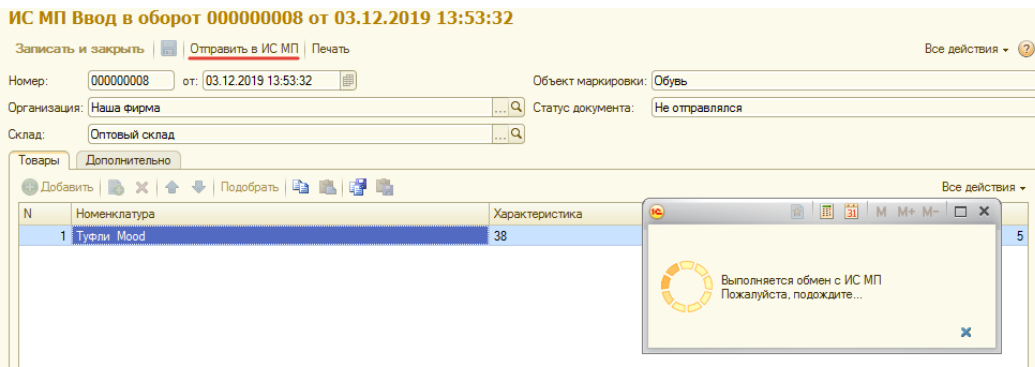 ИС МП Ввод в оборот 000000008 от 03.12.2019 13:53:32
Записать и закрыть Отправить в ИС МП Печать Все действия ?
Номер: 000000008 от: 03.12.2019 13:53:32 Объект маркировки: Обувь
Организация: Наша фирма ... Статус документа: Не отправлялся
Склад: Оптовый склад ...
Товары Дополнительно
Добавить Подобрать Все действия
N Номенклатура Характеристика
1С 31 M M+ M-
1 Туфли Mood 38 5
Выполняется обмен с ИС МП
Пожалуйста, подождите...